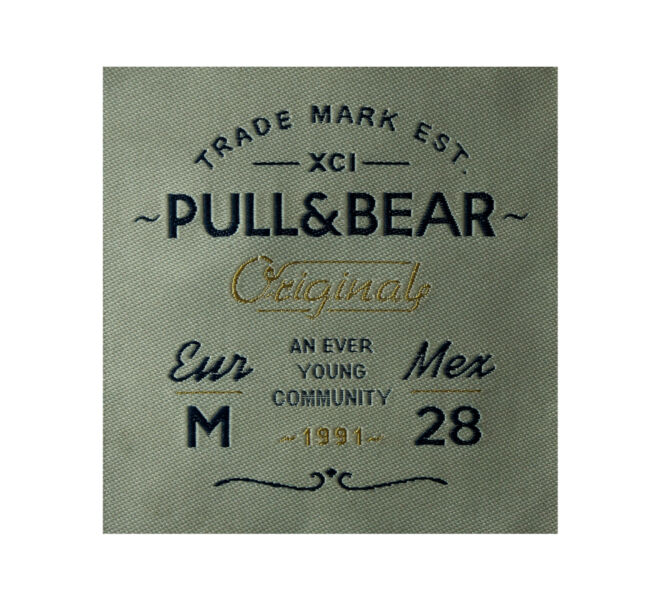 TRADE MARK EST.
XCI
~PULL&BEAR~
Originals
Eur
M
AN EVER
YOUNG
COMMUNITY
~1991~
Mex
28